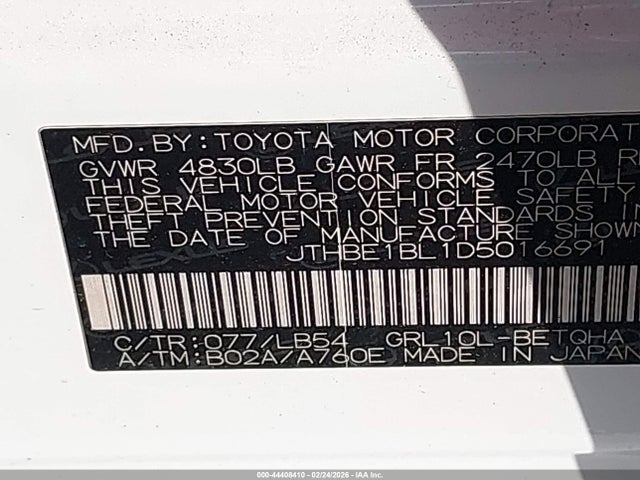 MFD. BY: TOYOTA MOTOR CORPORAT
GVWR 4830LB GAWR FR 2470LB R
THIS VEHICLE CONFORMS TO ALL
FEDERAL MOTOR VEHICLE SAFETY
THEFT PREVENTION STANDARDS IN
THE DATE OF MANUFACTURE SHOWN
JTHBE1BL1D5016691
C/TR:077/LB54 GRL10L-BETQHA
A/TM:B02A/A760E MADE IN JAPAN
000-44408410 - 02/24/2026 - IAA Inc.